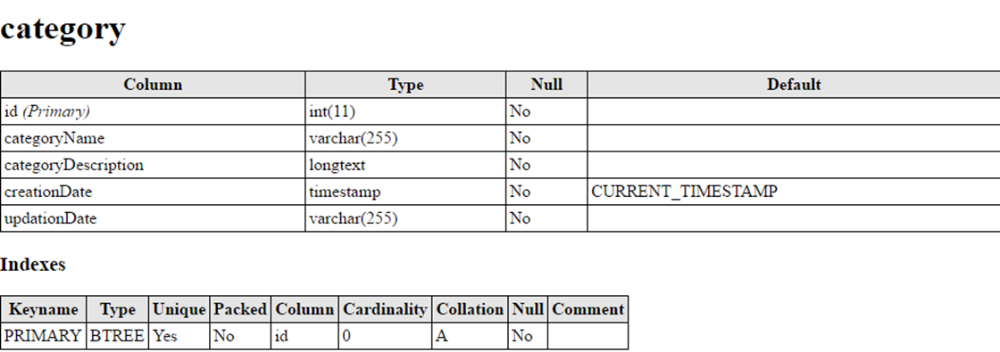 category
Column Type Null Default
id (Primary) int(11) No
categoryName varchar(255) No
categoryDescription longtext No
creationDate timestamp No CURRENT_TIMESTAMP
updationDate varchar(255) No
Indexes
Keyname Type Unique Packed Column Cardinality Collation Null Comment
PRIMARY BTREE Yes No id 0 A No